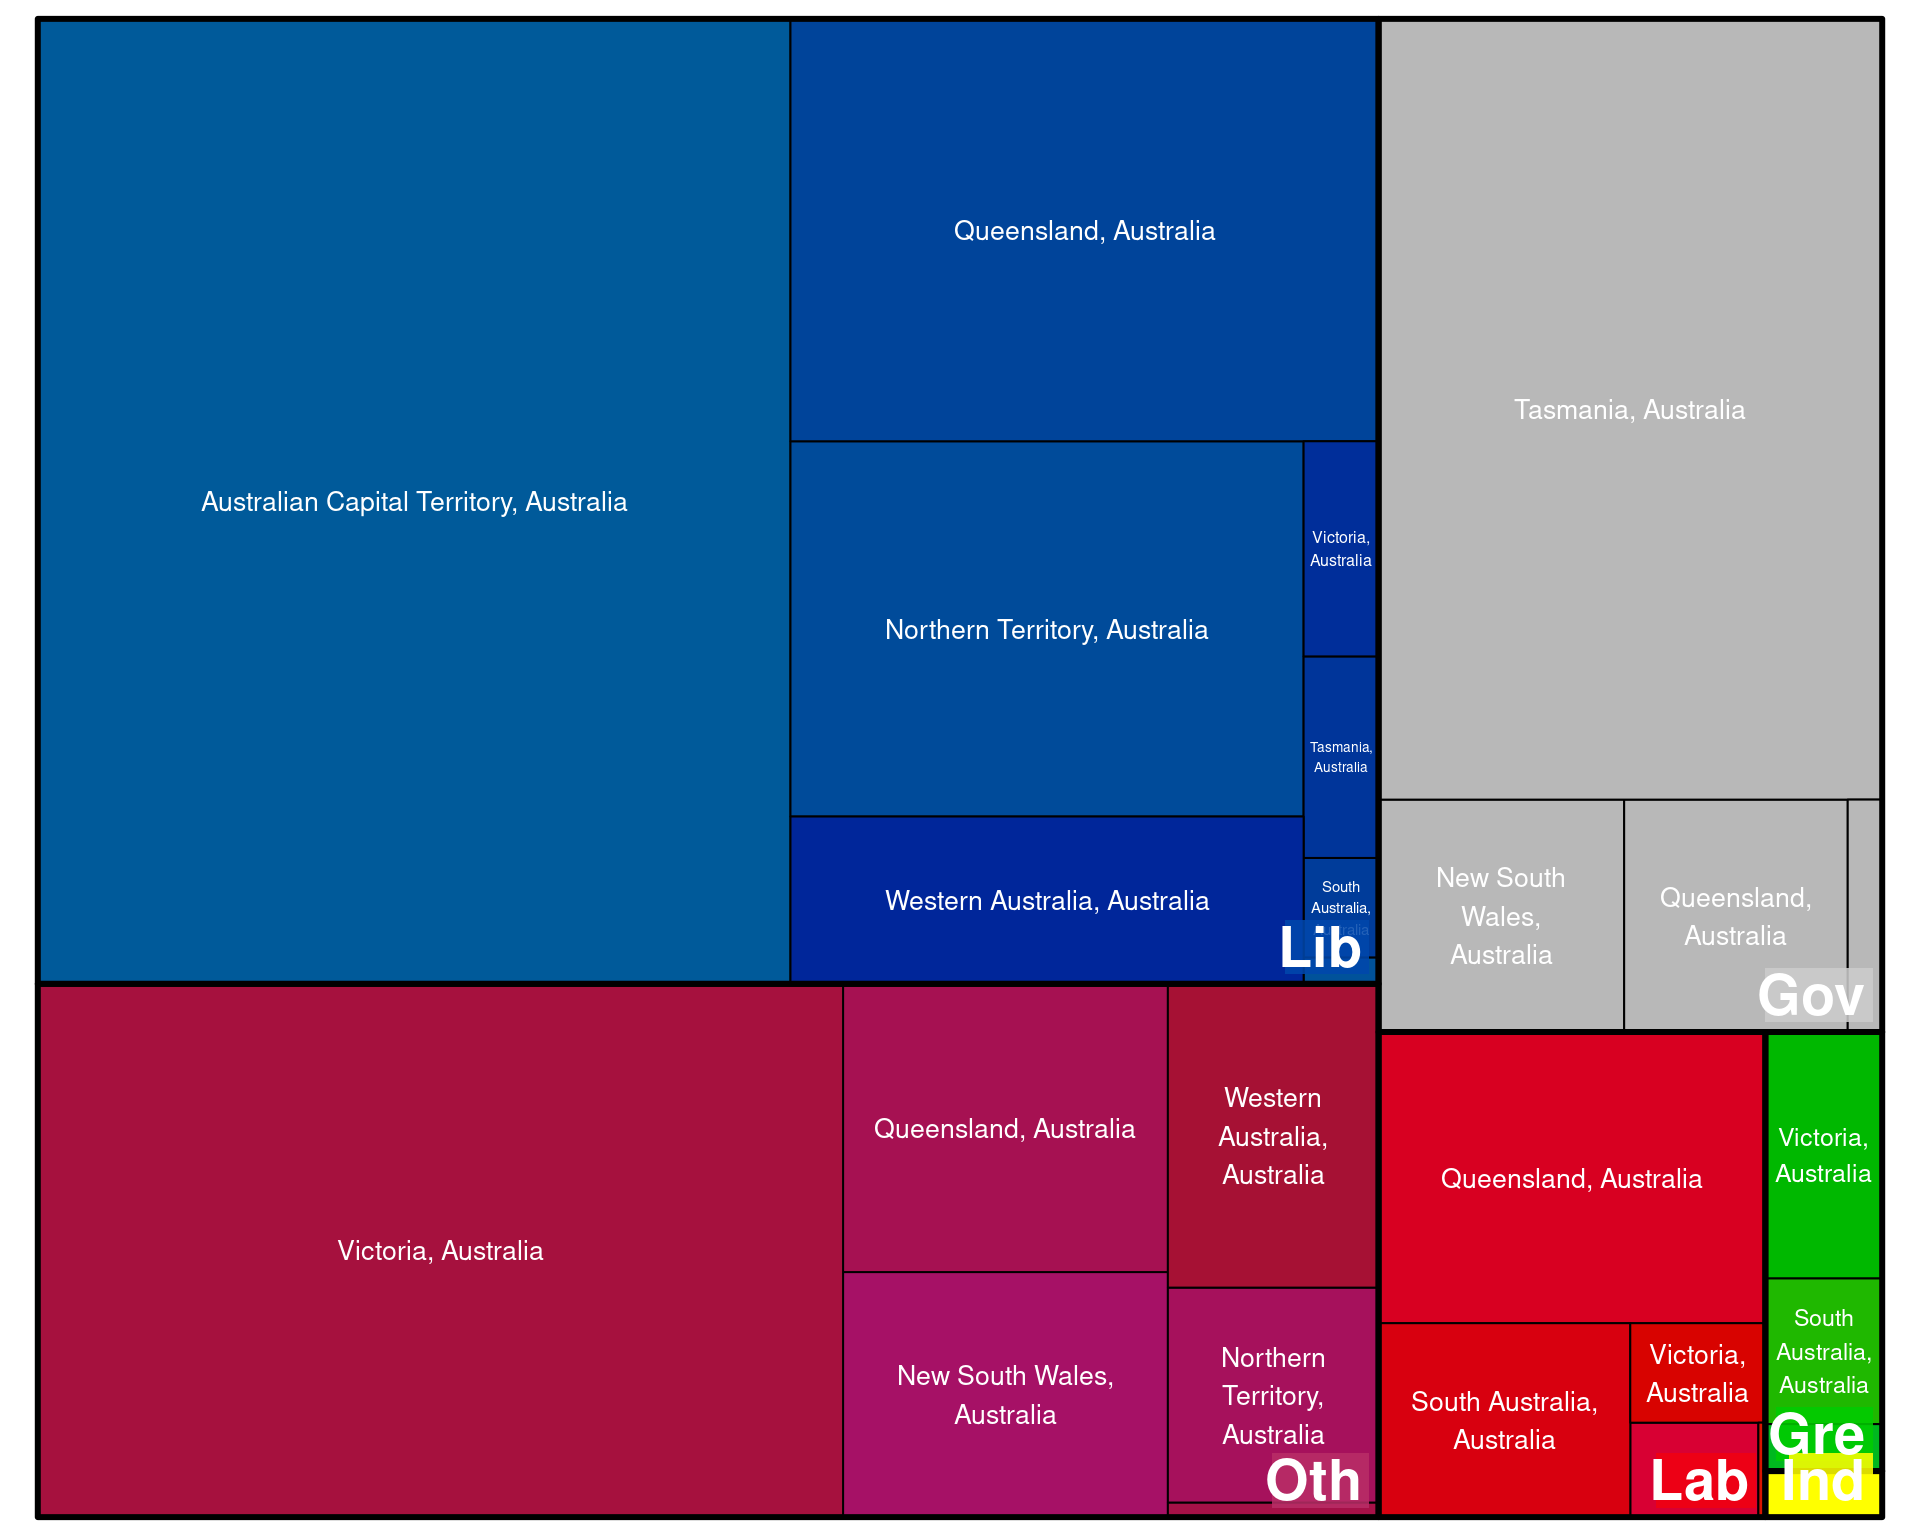 Australian Capital Territory, Australia
Queensland, Australia
Northern Territory, Australia
Victoria,
Australia
Tasmania,
Australia
Western Australia, Australia
South
Australia,
Australia
Lib
Tasmania, Australia
New South
Wales,
Australia
Queensland,
Australia
Gov
Victoria, Australia
Queensland, Australia
Western
Australia,
Australia
New South Wales,
Australia
Northern
Territory,
Australia
Oth
Queensland, Australia
South Australia,
Australia
Victoria,
Australia
Lab
Victoria,
Australia
South
Australia,
Australia
Gre
Ind